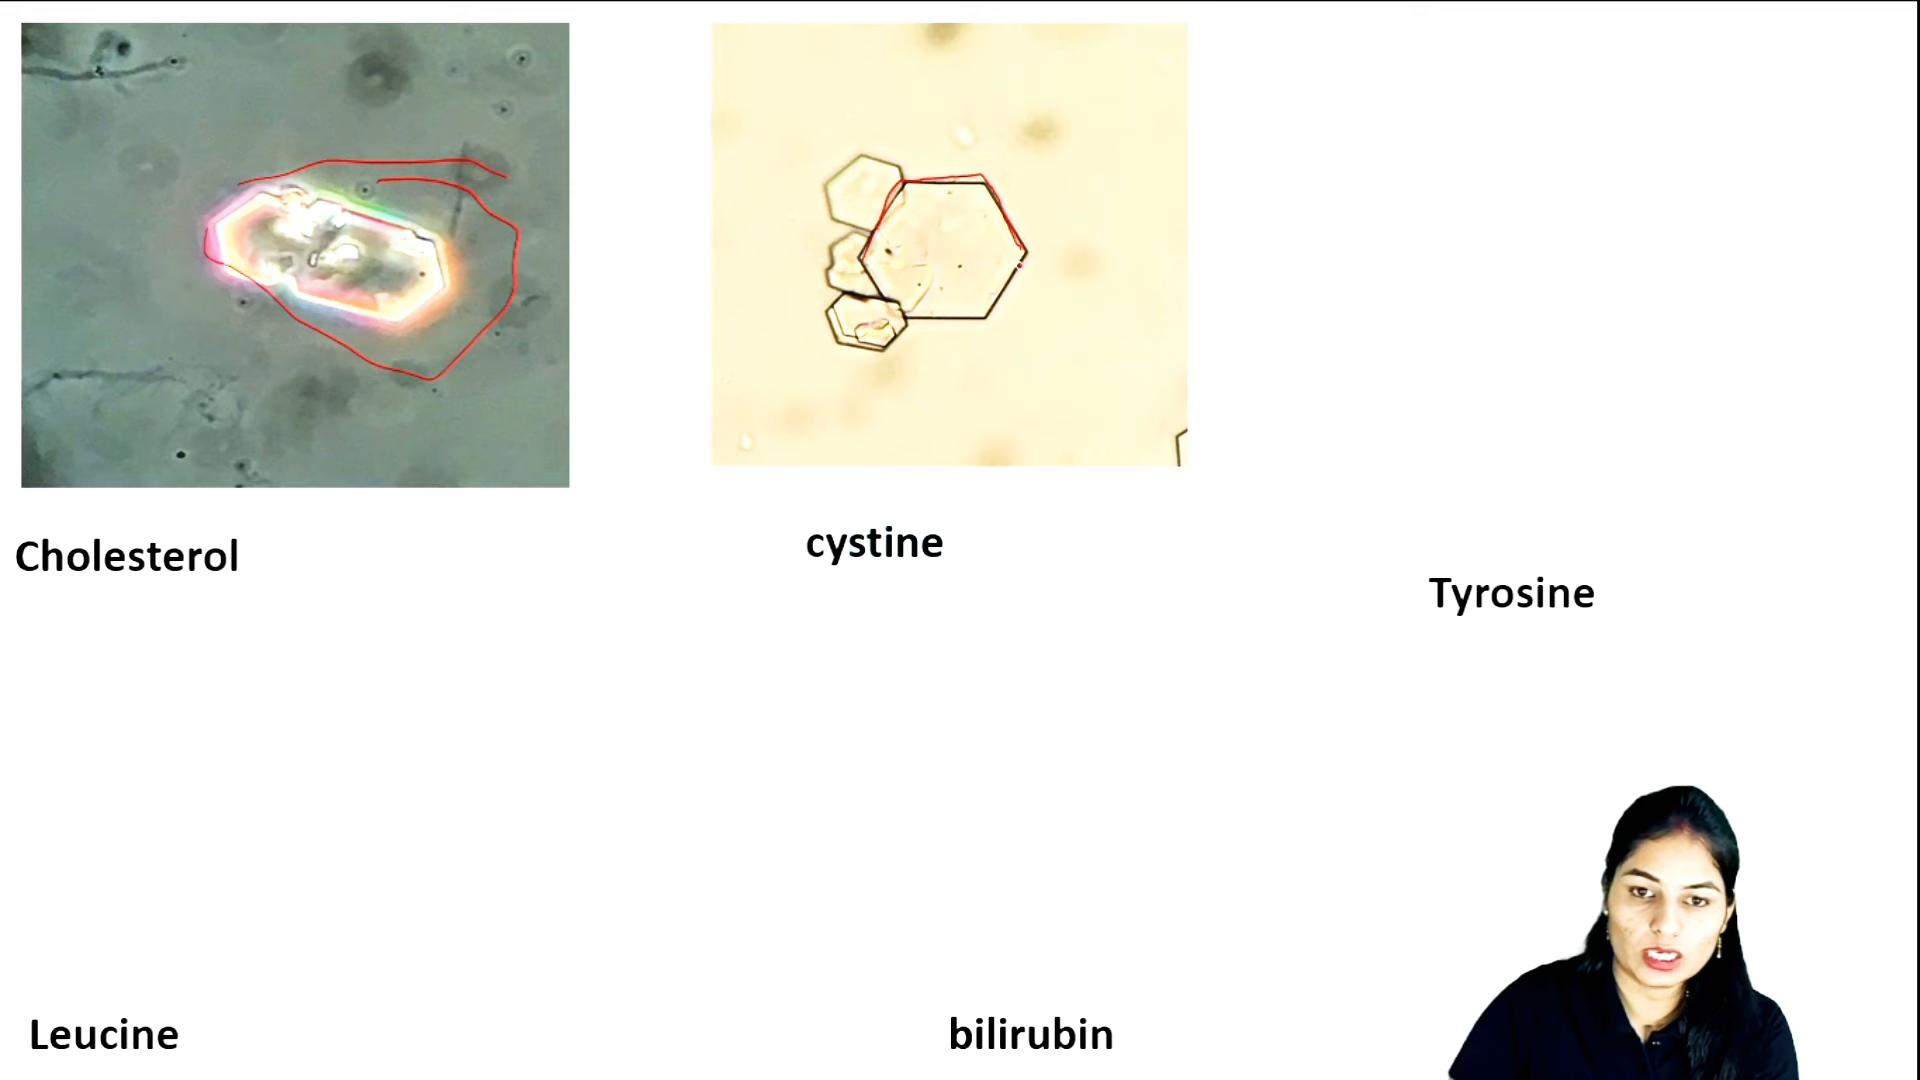 Cholesterol
cystine
Tyrosine
Leucine
bilirubin